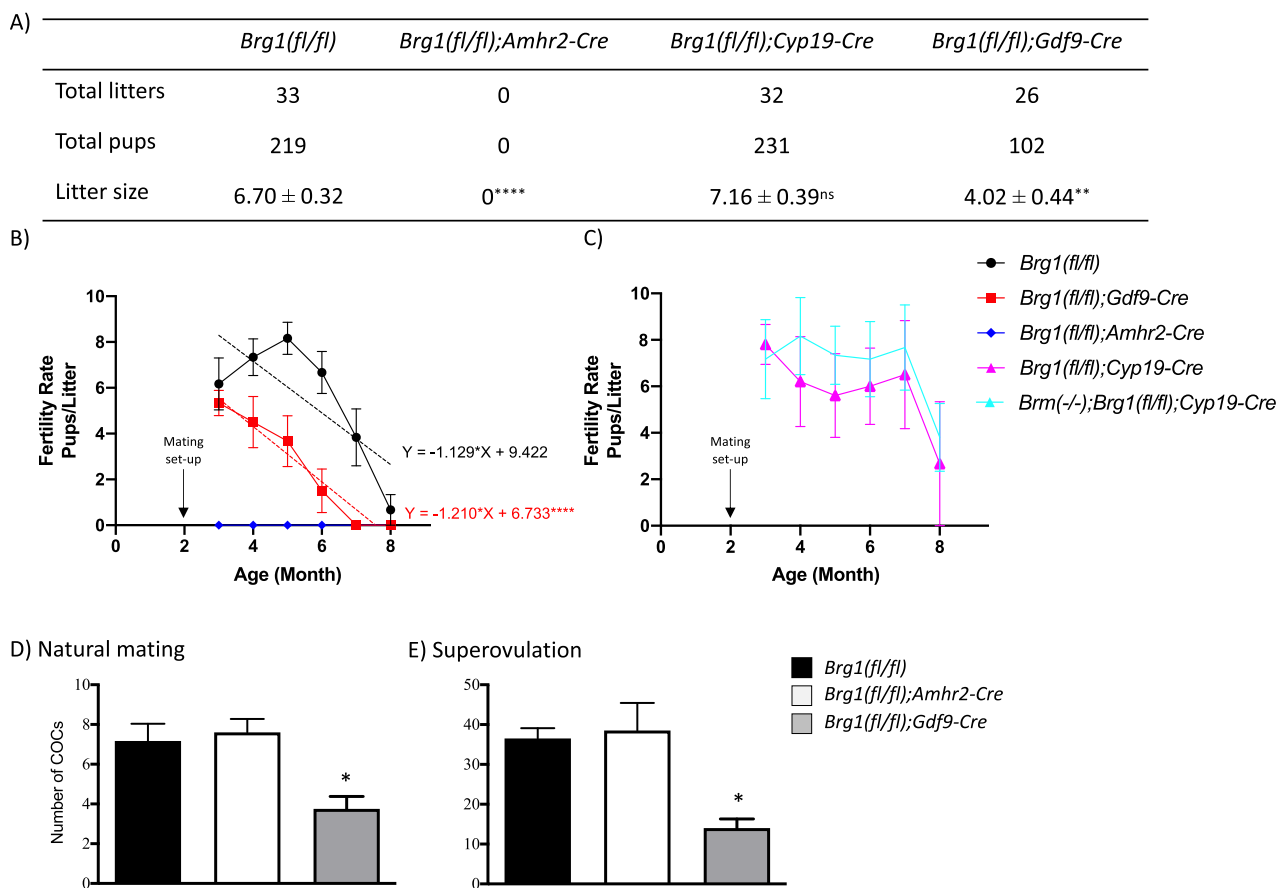 A)
Brg1(fl/fl) Brg1(fl/fl);Amhr2-Cre Brg1(fl/fl);Cyp19-Cre Brg1(fl/fl);Gdf9-Cre
Total litters 33 0 32 26
Total pups 219 0 231 102
Litter size 6.70 ± 0.32 0**** 7.16 ± 0.39ns 4.02 ± 0.44**
B)
10
8
6
4
2
0
Fertility Rate
Pups/Litter
Mating
set-up
Y = -1.129*X + 9.422
Y = -1.210*X + 6.733****
0 2 4 6 8
Age (Month)
C)
10
8
6
4
2
0
Fertility Rate
Pups/Litter
Mating
set-up
0 2 4 6 8
Age (Month)
Brg1(fl/fl)
Brg1(fl/fl);Gdf9-Cre
Brg1(fl/fl);Amhr2-Cre
Brg1(fl/fl);Cyp19-Cre
Brm(-/-);Brg1(fl/fl);Cyp19-Cre
D) Natural mating
10
8
6
4
2
0
Number of COCs
*
E) Superovulation
50
40
30
20
10
0
*
Brg1(fl/fl)
Brg1(fl/fl);Amhr2-Cre
Brg1(fl/fl);Gdf9-Cre